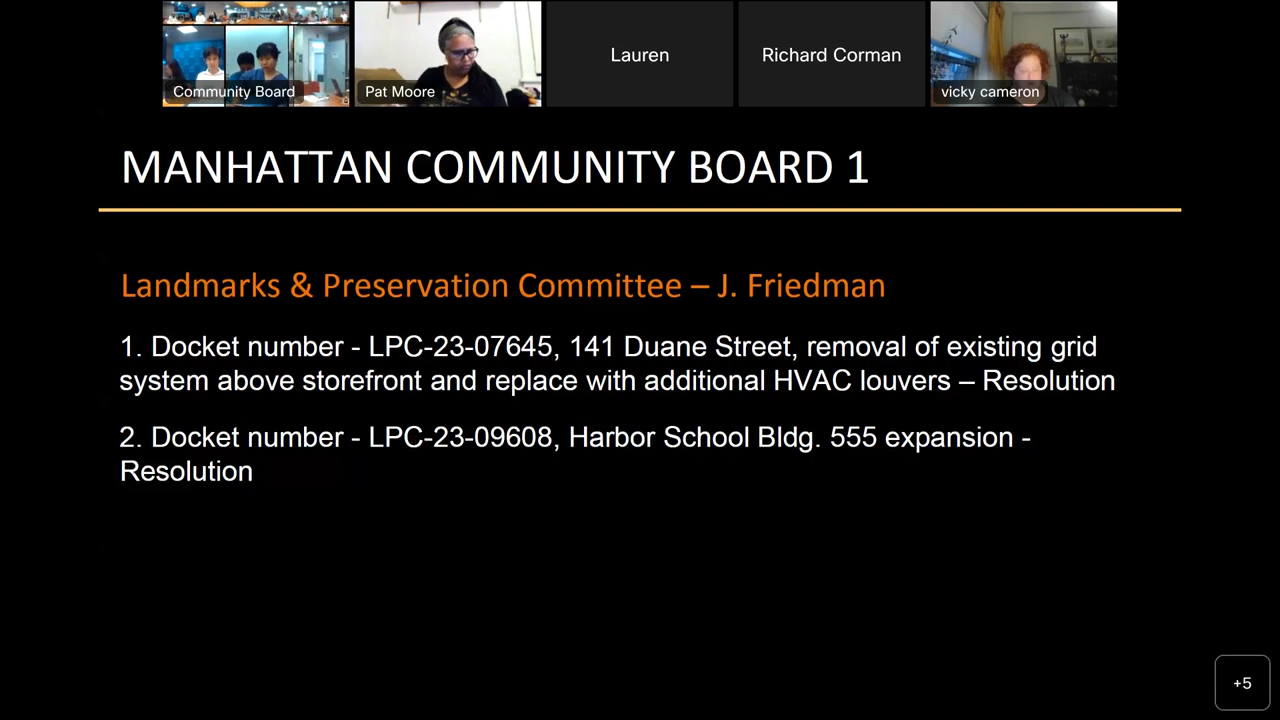 Community Board
Pat Moore
Lauren
Richard Corman
vicky cameron
MANHATTAN COMMUNITY BOARD 1
Landmarks & Preservation Committee – J. Friedman
1. Docket number - LPC-23-07645, 141 Duane Street, removal of existing grid
system above storefront and replace with additional HVAC louvers – Resolution
2. Docket number - LPC-23-09608, Harbor School Bldg. 555 expansion -
Resolution
+5